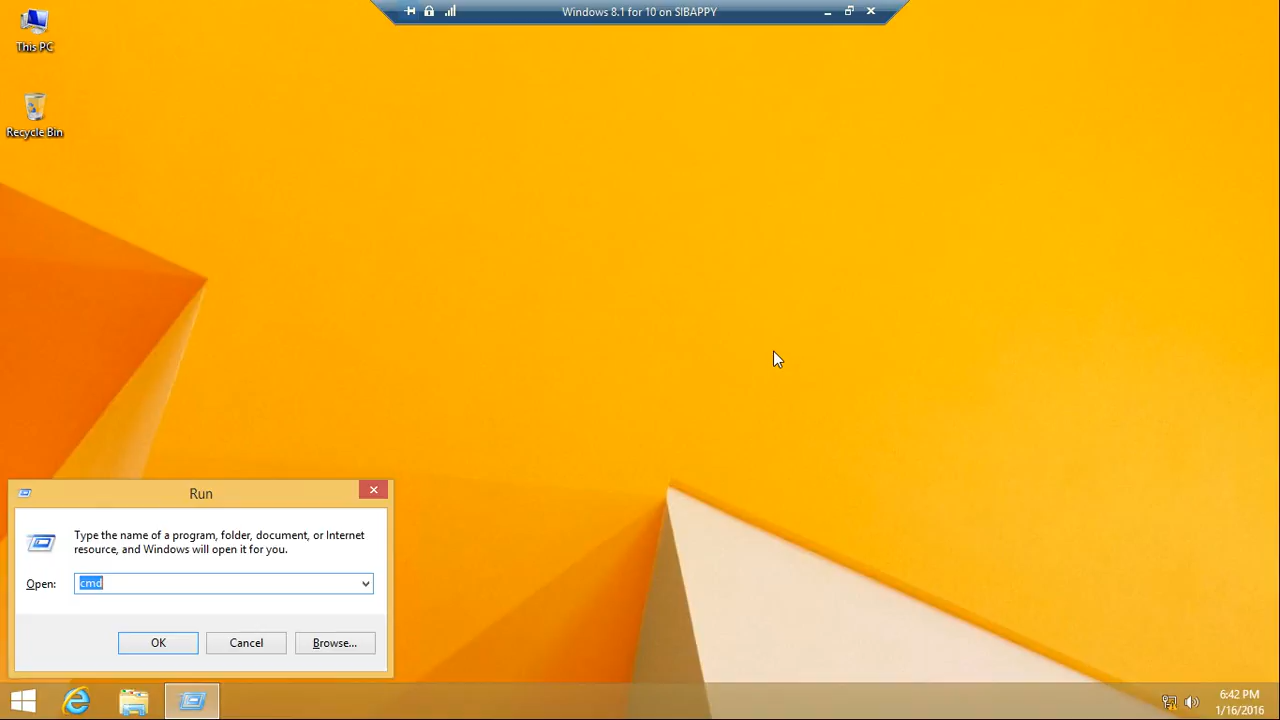 Windows 8.1 for 10 on SIBAPPY
This PC
Recycle Bin
Run
Type the name of a program, folder, document, or Internet
resource, and Windows will open it for you.
Open: cmd
OK Cancel Browse...
6:42 PM
1/16/2016